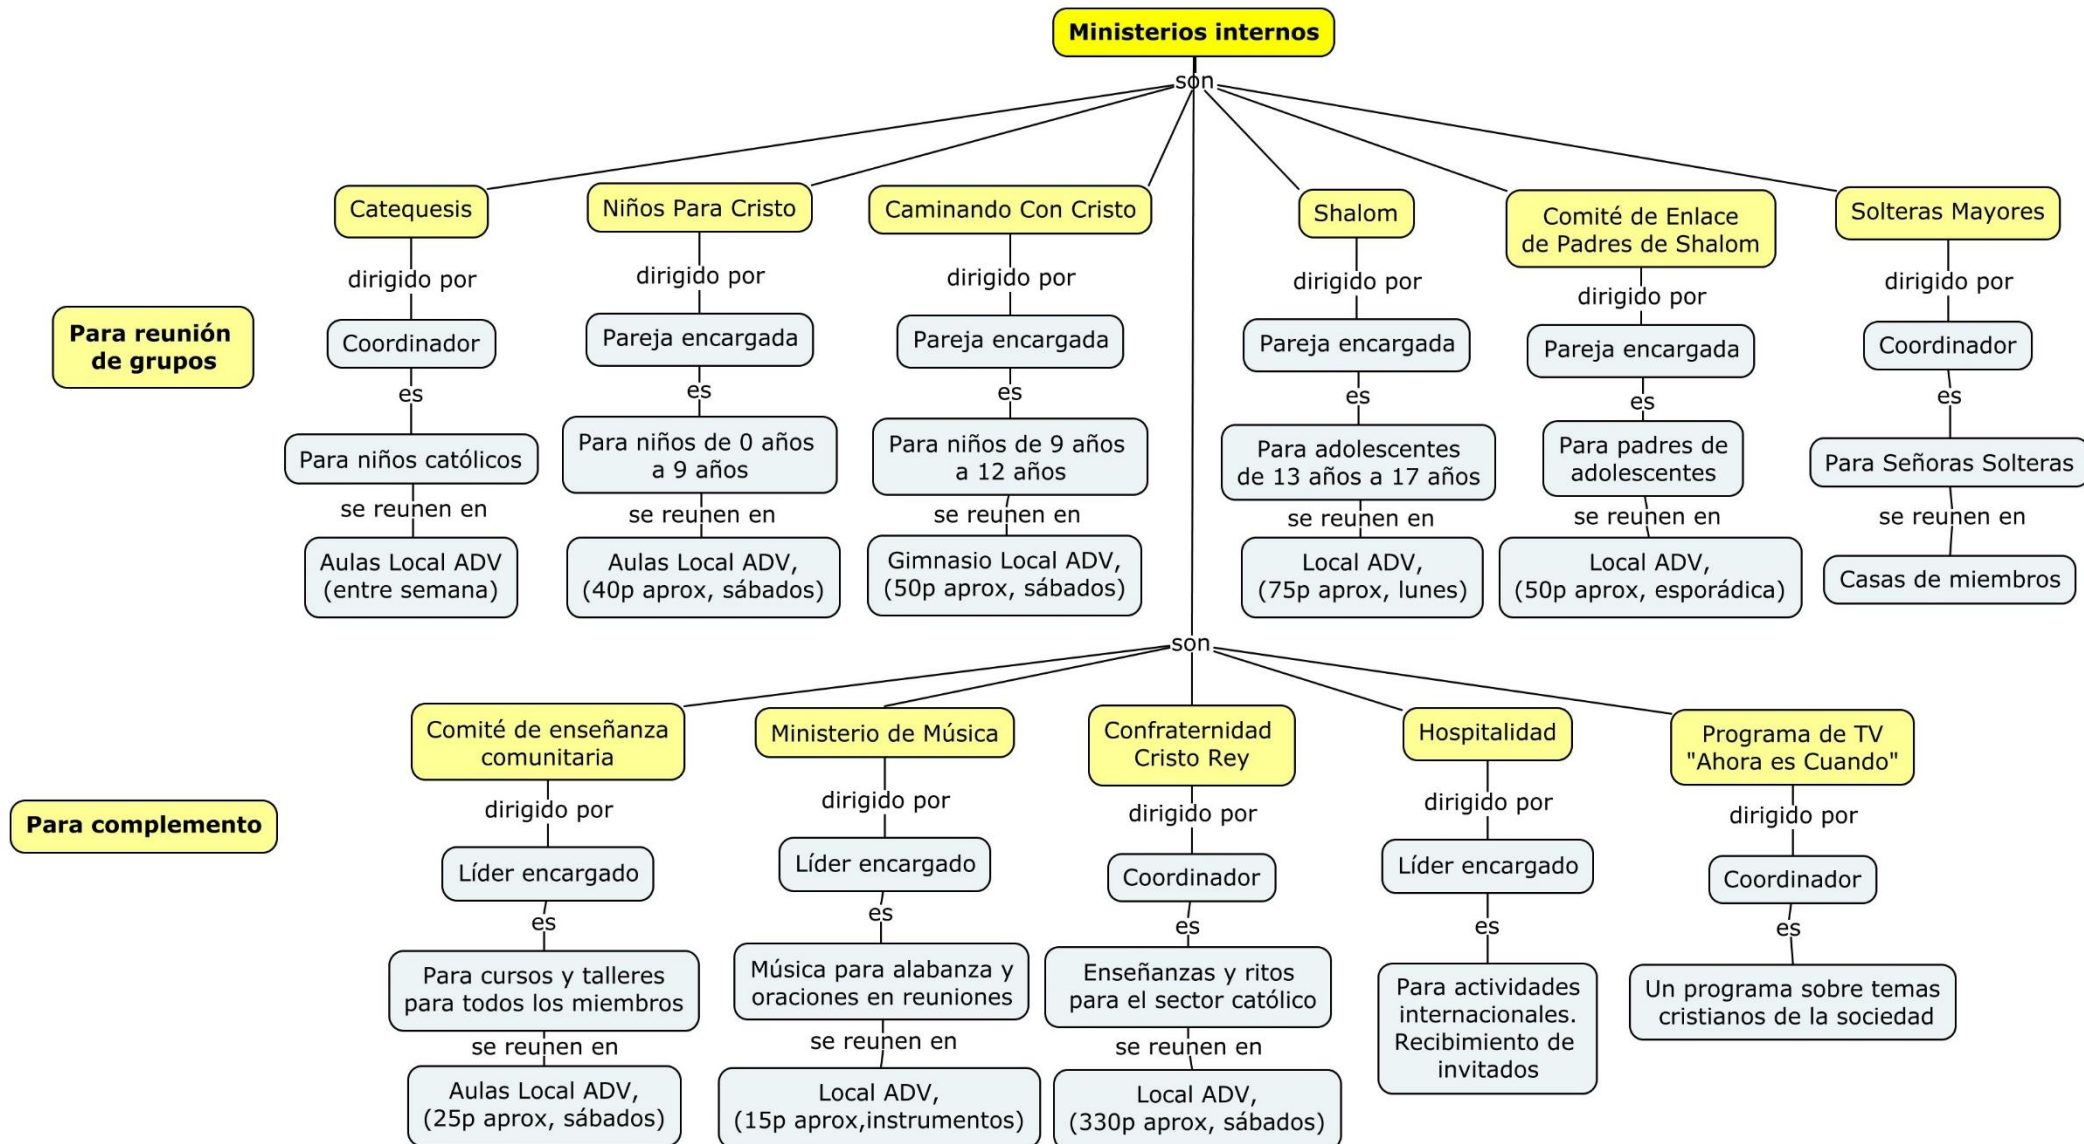 Ministerios internos
son
Catequesis
Niños Para Cristo
Caminando Con Cristo
Shalom
Comité de Enlace
de Padres de Shalom
Solteras Mayores
dirigido por
dirigido por
dirigido por
dirigido por
dirigido por
dirigido por
Para reunión
de grupos
Coordinador
Pareja encargada
Pareja encargada
Pareja encargada
Pareja encargada
Coordinador
es
es
es
es
es
es
Para niños católicos
Para niños de 0 años
a 9 años
Para niños de 9 años
a 12 años
Para adolescentes
de 13 años a 17 años
Para padres de
adolescentes
Para Señoras Solteras
se reunen en
se reunen en
se reunen en
se reunen en
se reunen en
se reunen en
Aulas Local ADV
(entre semana)
Aulas Local ADV,
(40p aprox, sábados)
Gimnasio Local ADV,
(50p aprox, sábados)
Local ADV,
(75p aprox, lunes)
Local ADV,
(50p aprox, esporádica)
Casas de miembros
son
Comité de enseñanza
comunitaria
Ministerio de Música
Confraternidad
Cristo Rey
Hospitalidad
Programa de TV
"Ahora es Cuando"
dirigido por
dirigido por
dirigido por
dirigido por
dirigido por
Para complemento
Líder encargado
Líder encargado
Coordinador
Líder encargado
Coordinador
es
es
es
es
es
Para cursos y talleres
para todos los miembros
Música para alabanza y
oraciones en reuniones
Enseñanzas y ritos
para el sector católico
Para actividades
internacionales.
Recibimiento de
invitados
Un programa sobre temas
cristianos de la sociedad
se reunen en
se reunen en
se reunen en
Aulas Local ADV,
(25p aprox, sábados)
Local ADV,
(15p aprox,instrumentos)
Local ADV,
(330p aprox, sábados)